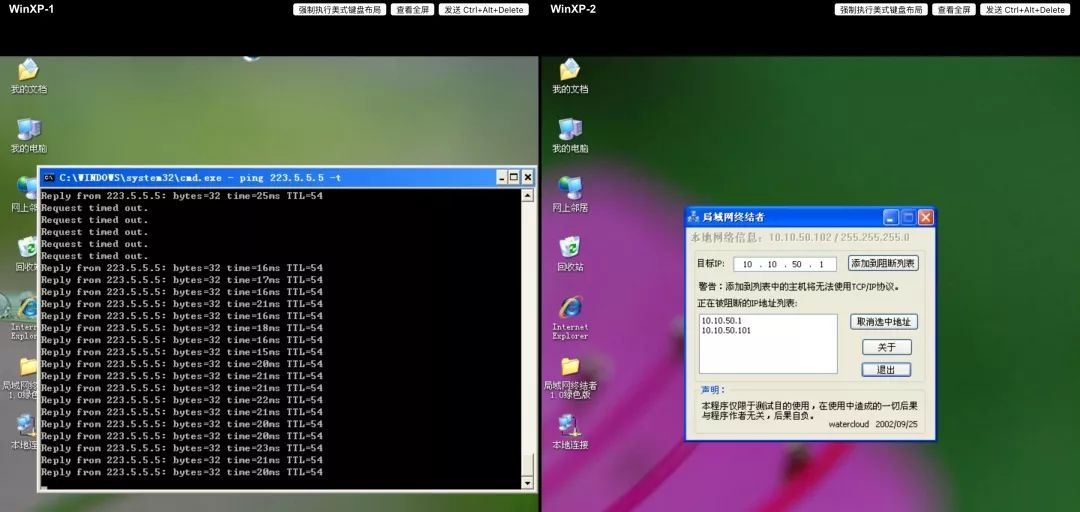 WinXP-1
强制执行美式键盘布局
查看全屏
发送 Ctrl+Alt+Delete
我的文档
我的电脑
网上邻居
回收站
Internet
局域网络终结者
1.0绿色版
本地连接
C:\WINDOWS\system32\cmd.exe - ping 223.5.5.5 -t
Reply from 223.5.5.5: bytes=32 time=25ms TTL=54
Request timed out.
Request timed out.
Request timed out.
Request timed out.
Request timed out.
Reply from 223.5.5.5: bytes=32 time=16ms TTL=54
Reply from 223.5.5.5: bytes=32 time=17ms TTL=54
Reply from 223.5.5.5: bytes=32 time=16ms TTL=54
Reply from 223.5.5.5: bytes=32 time=21ms TTL=54
Reply from 223.5.5.5: bytes=32 time=16ms TTL=54
Reply from 223.5.5.5: bytes=32 time=18ms TTL=54
Reply from 223.5.5.5: bytes=32 time=16ms TTL=54
Reply from 223.5.5.5: bytes=32 time=15ms TTL=54
Reply from 223.5.5.5: bytes=32 time=20ms TTL=54
Reply from 223.5.5.5: bytes=32 time=21ms TTL=54
Reply from 223.5.5.5: bytes=32 time=21ms TTL=54
Reply from 223.5.5.5: bytes=32 time=22ms TTL=54
Reply from 223.5.5.5: bytes=32 time=21ms TTL=54
Reply from 223.5.5.5: bytes=32 time=20ms TTL=54
Reply from 223.5.5.5: bytes=32 time=20ms TTL=54
Reply from 223.5.5.5: bytes=32 time=23ms TTL=54
Reply from 223.5.5.5: bytes=32 time=21ms TTL=54
Reply from 223.5.5.5: bytes=32 time=20ms TTL=54
WinXP-2
强制执行美式键盘布局
查看全屏
发送 Ctrl+Alt+Delete
我的文档
我的电脑
网上邻居
回收站
Internet
Explorer
局域网络终结者
1.0绿色版
本地连接
局域网终结者
本地网络信息: 10.10.50.102 / 255.255.255.0
目标IP: 10 . 10 . 50 . 1
添加到阻断列表
警告：添加到列表中的主机将无法使用TCP/IP协议。
正在被阻断的IP地址列表:
10.10.50.1
10.10.50.101
取消选中地址
关于
退出
声明：
本程序仅限于测试目的使用，在使用中造成的一切后果
与程序作者无关，后果自负。
watercloud 2002/09/25